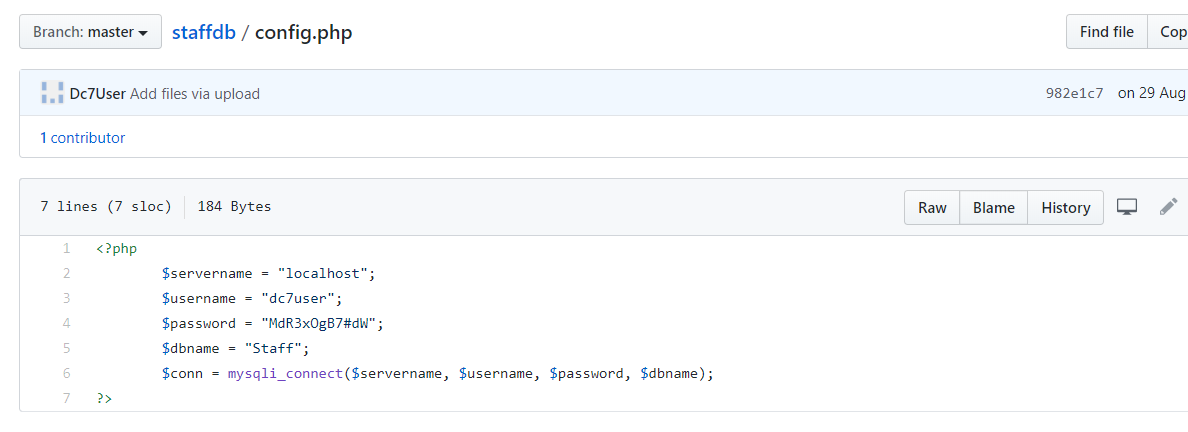 Branch: master staffdb / config.php Find file Cop
Dc7User Add files via upload 982e1c7 on 29 Aug
1 contributor
7 lines (7 sloc) 184 Bytes Raw Blame History
1 <?php
2 $servername = "localhost";
3 $username = "dc7user";
4 $password = "MdR3xOgB7#dW";
5 $dbname = "Staff";
6 $conn = mysqli_connect($servername, $username, $password, $dbname);
7 ?>